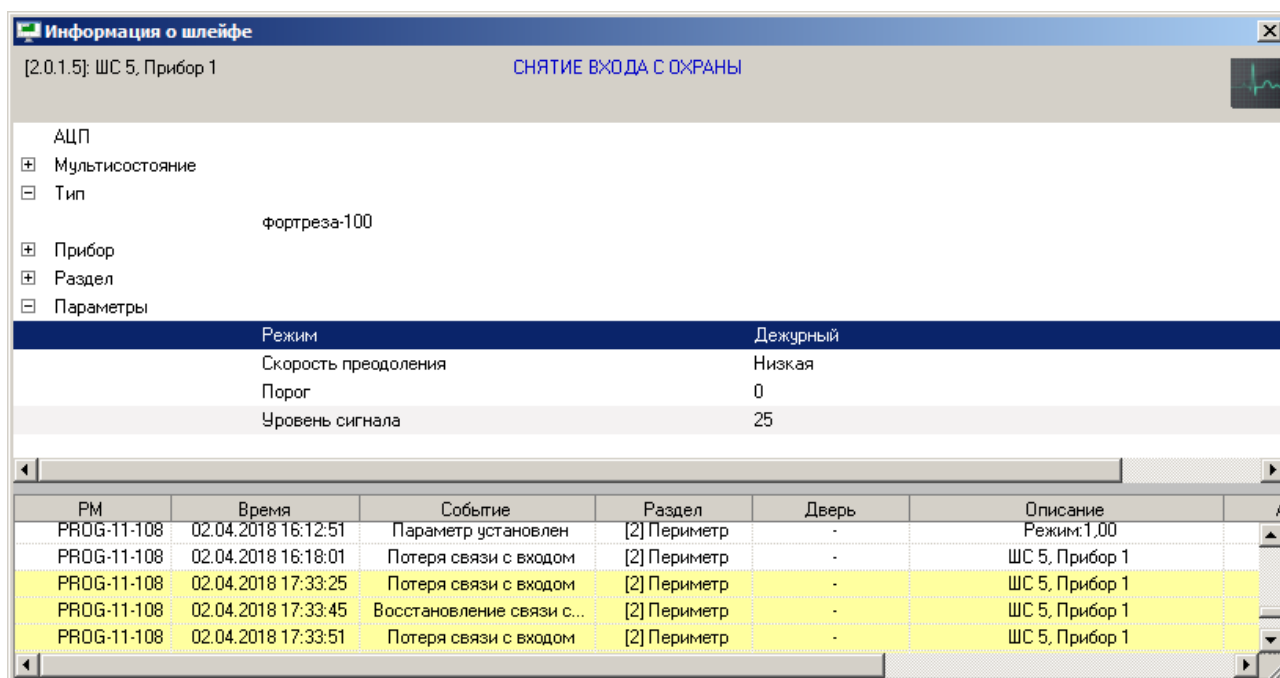 Информация о шлейфе
[2.0.1.5]: ШС 5, Прибор 1 СНЯТИЕ ВХОДА С ОХРАНЫ
АЦП
Мультисостояние
Тип
фортреза-100
Прибор
Раздел
Параметры
Режим Дежурный
Скорость преодоления Низкая
Порог 0
Уровень сигнала 25
РМ Время Событие Раздел Дверь Описание
PROG-11-108 02.04.2018 16:12:51 Параметр установлен [2] Периметр - Режим:1,00
PROG-11-108 02.04.2018 16:18:01 Потеря связи с входом [2] Периметр - ШС 5, Прибор 1
PROG-11-108 02.04.2018 17:33:25 Потеря связи с входом [2] Периметр - ШС 5, Прибор 1
PROG-11-108 02.04.2018 17:33:45 Восстановление связи с... [2] Периметр - ШС 5, Прибор 1
PROG-11-108 02.04.2018 17:33:51 Потеря связи с входом [2] Периметр - ШС 5, Прибор 1